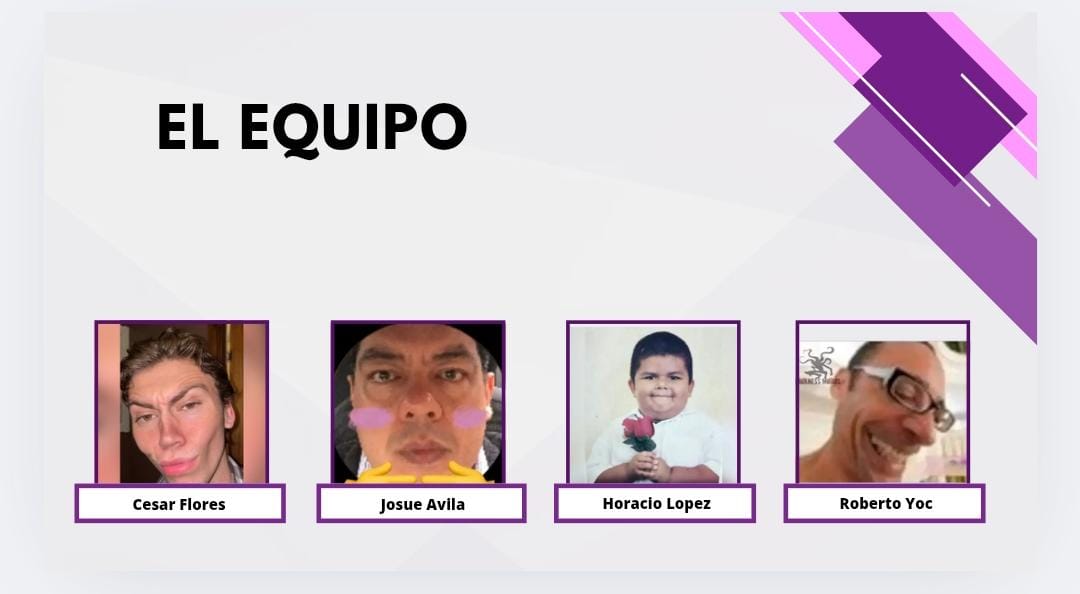 EL EQUIPO
Cesar Flores
Josue Avila
Horacio Lopez
Roberto Yoc